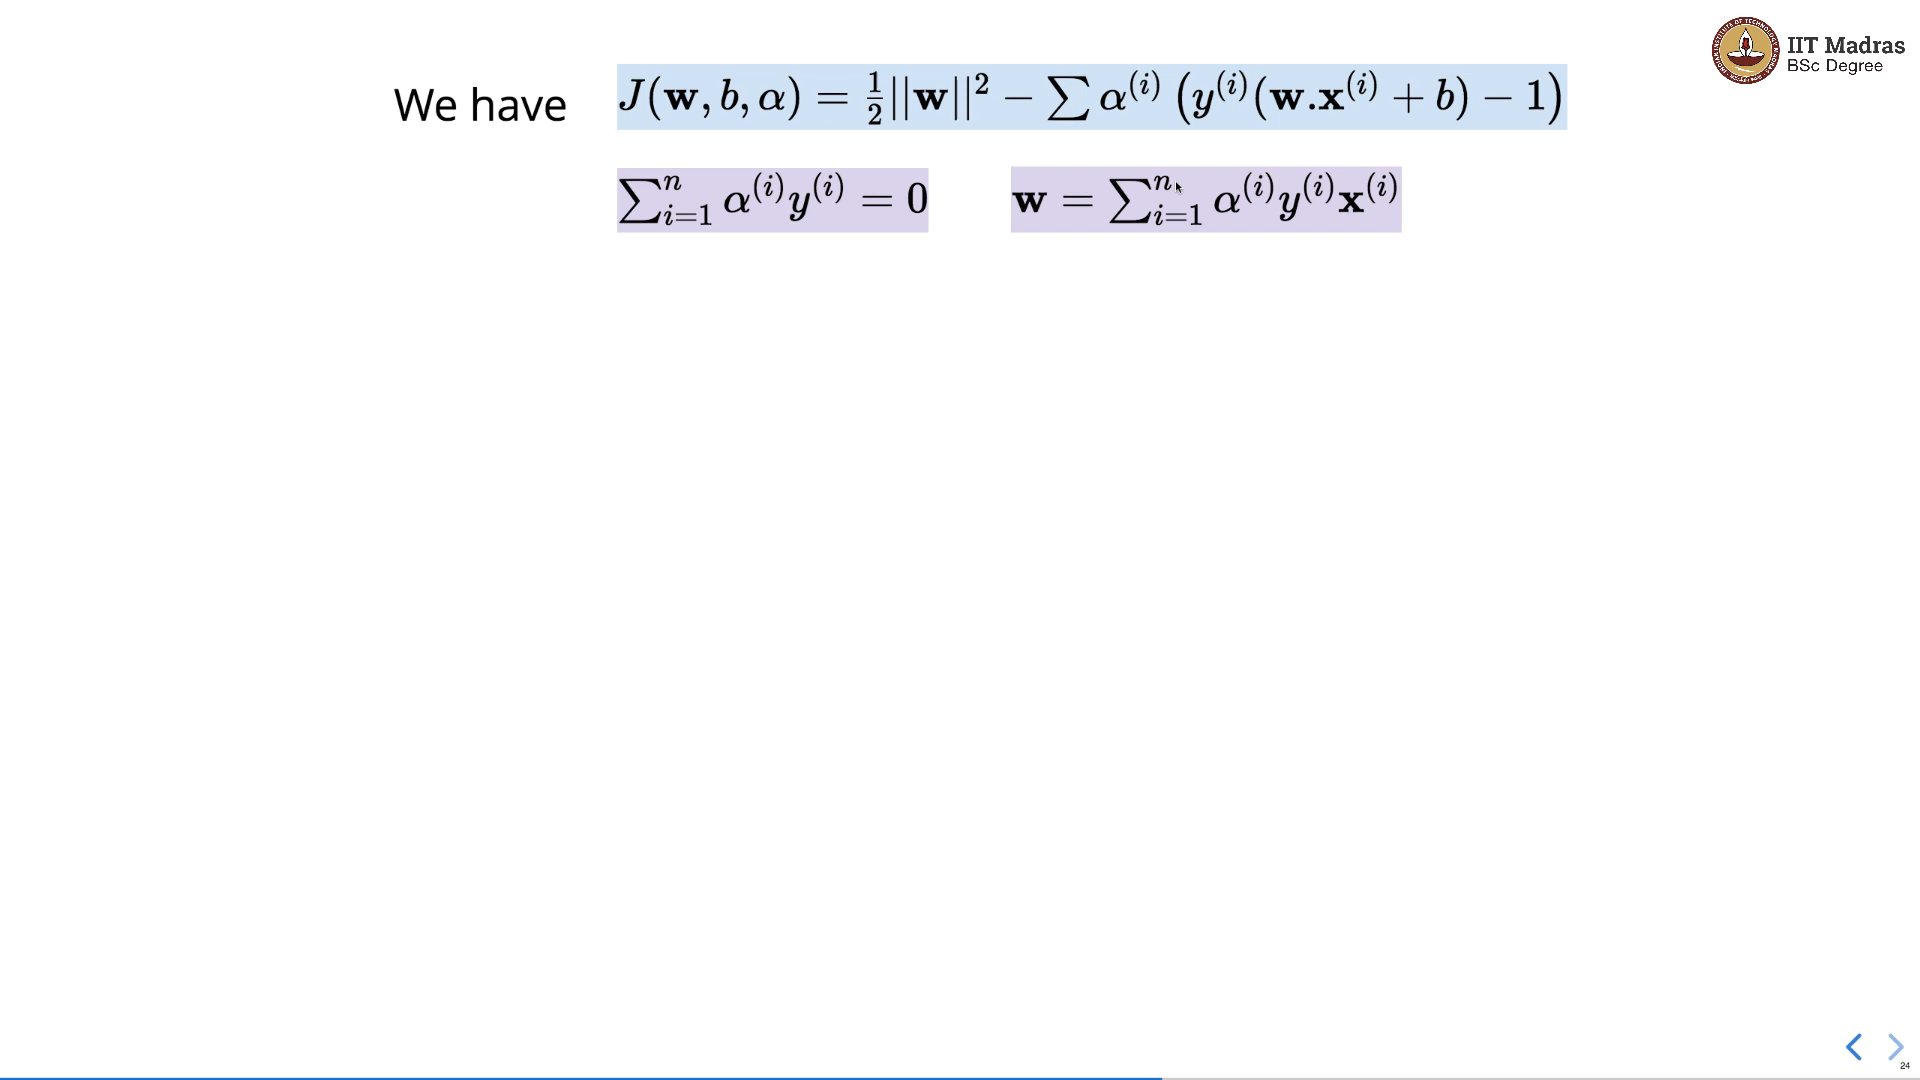 IIT Madras
BSc Degree
We have J(w, b, α) = ½||w||² − ∑ α⁽ⁱ⁾ (y⁽ⁱ⁾(w.x⁽ⁱ⁾ + b) − 1)
∑ⁿᵢ₌₁ α⁽ⁱ⁾y⁽ⁱ⁾ = 0 w = ∑ⁿᵢ₌₁ α⁽ⁱ⁾y⁽ⁱ⁾x⁽ⁱ⁾
24